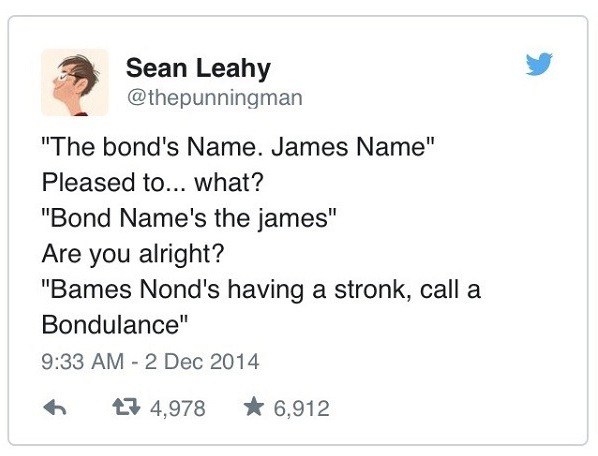 Sean Leahy
@thepunningman
"The bond's Name. James Name"
Pleased to... what?
"Bond Name's the james"
Are you alright?
"Bames Nond's having a stronk, call a
Bondulance"
9:33 AM - 2 Dec 2014
4,978 6,912